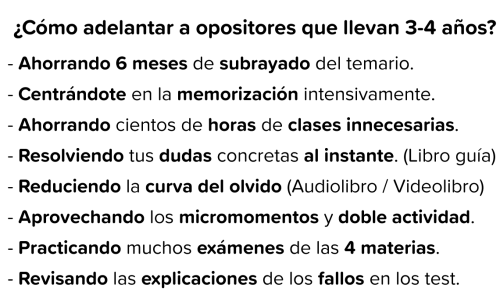 ¿Cómo adelantar a opositores que llevan 3-4 años?
- Ahorrando 6 meses de subrayado del temario.
- Centrándote en la memorización intensivamente.
- Ahorrando cientos de horas de clases innecesarias.
- Resolviendo tus dudas concretas al instante. (Libro guía)
- Reduciendo la curva del olvido (Audiolibro / Videolibro)
- Aprovechando los micromomentos y doble actividad.
- Practicando muchos exámenes de las 4 materias.
- Revisando las explicaciones de los fallos en los test.